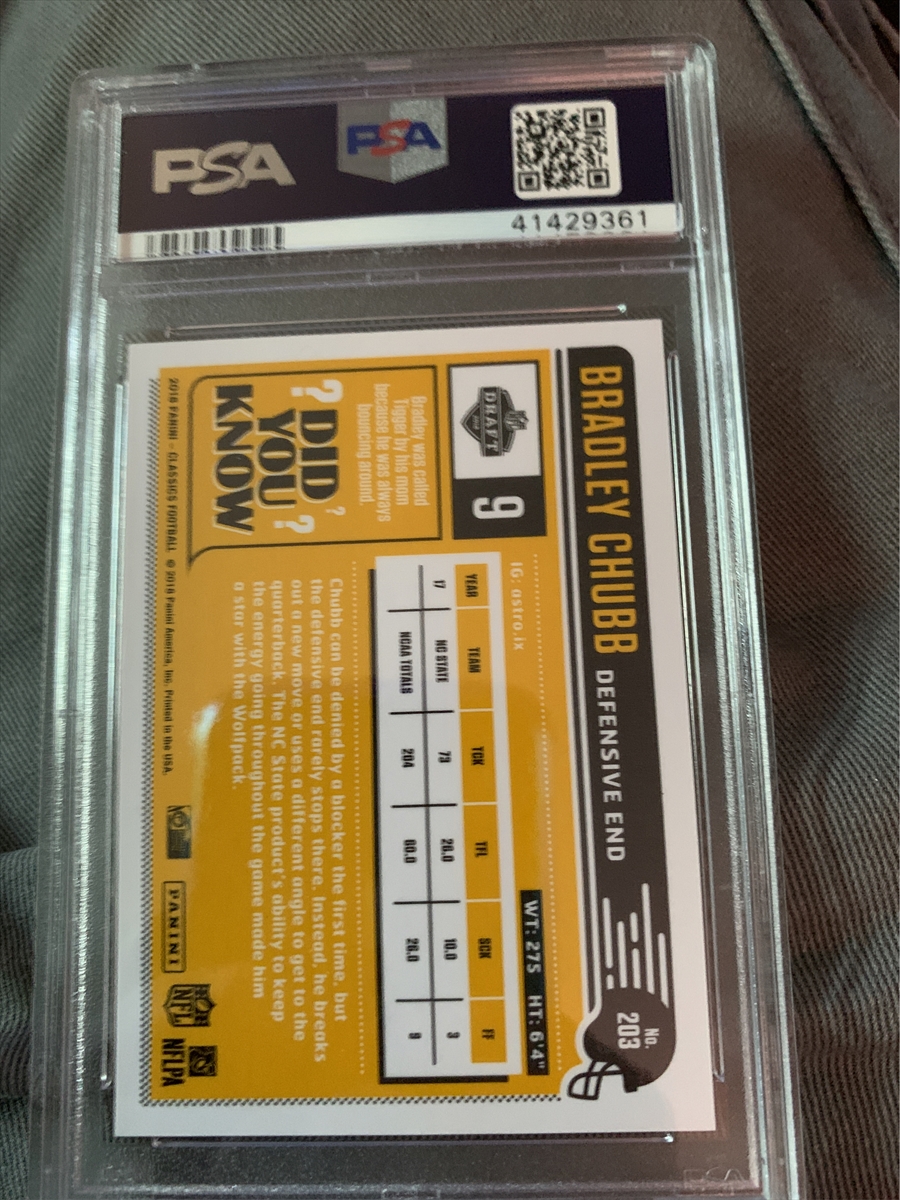 PSA
PSA
41429361
BRADLEY CHUBB DEFENSIVE END
No.
203
DRAFT
9
IG: astro.ix
WT: 275 HT: 6'4"
YEAR TEAM TCK TFL SCK FF
17 NC STATE 73 26.0 10.0 3
NCAA TOTALS 204 60.0 26.0 9
Bradley was called
Tiger by his mom
because he was always
bouncing around.
? DID ?
YOU
? KNOW
Chubb can be denied by a blocker the first time, but
the defensive end rarely stops there. Instead, he breaks
out a new move or uses a different angle to get to the
quarterback. The NC State product's ability to keep
the energy going throughout the game made him
a star with the Wolfpack.
2018 PANINI – CLASSICS FOOTBALL © 2018 Panini America, Inc. Printed in the USA.
PANINI
NFL
NFLPA
PSA